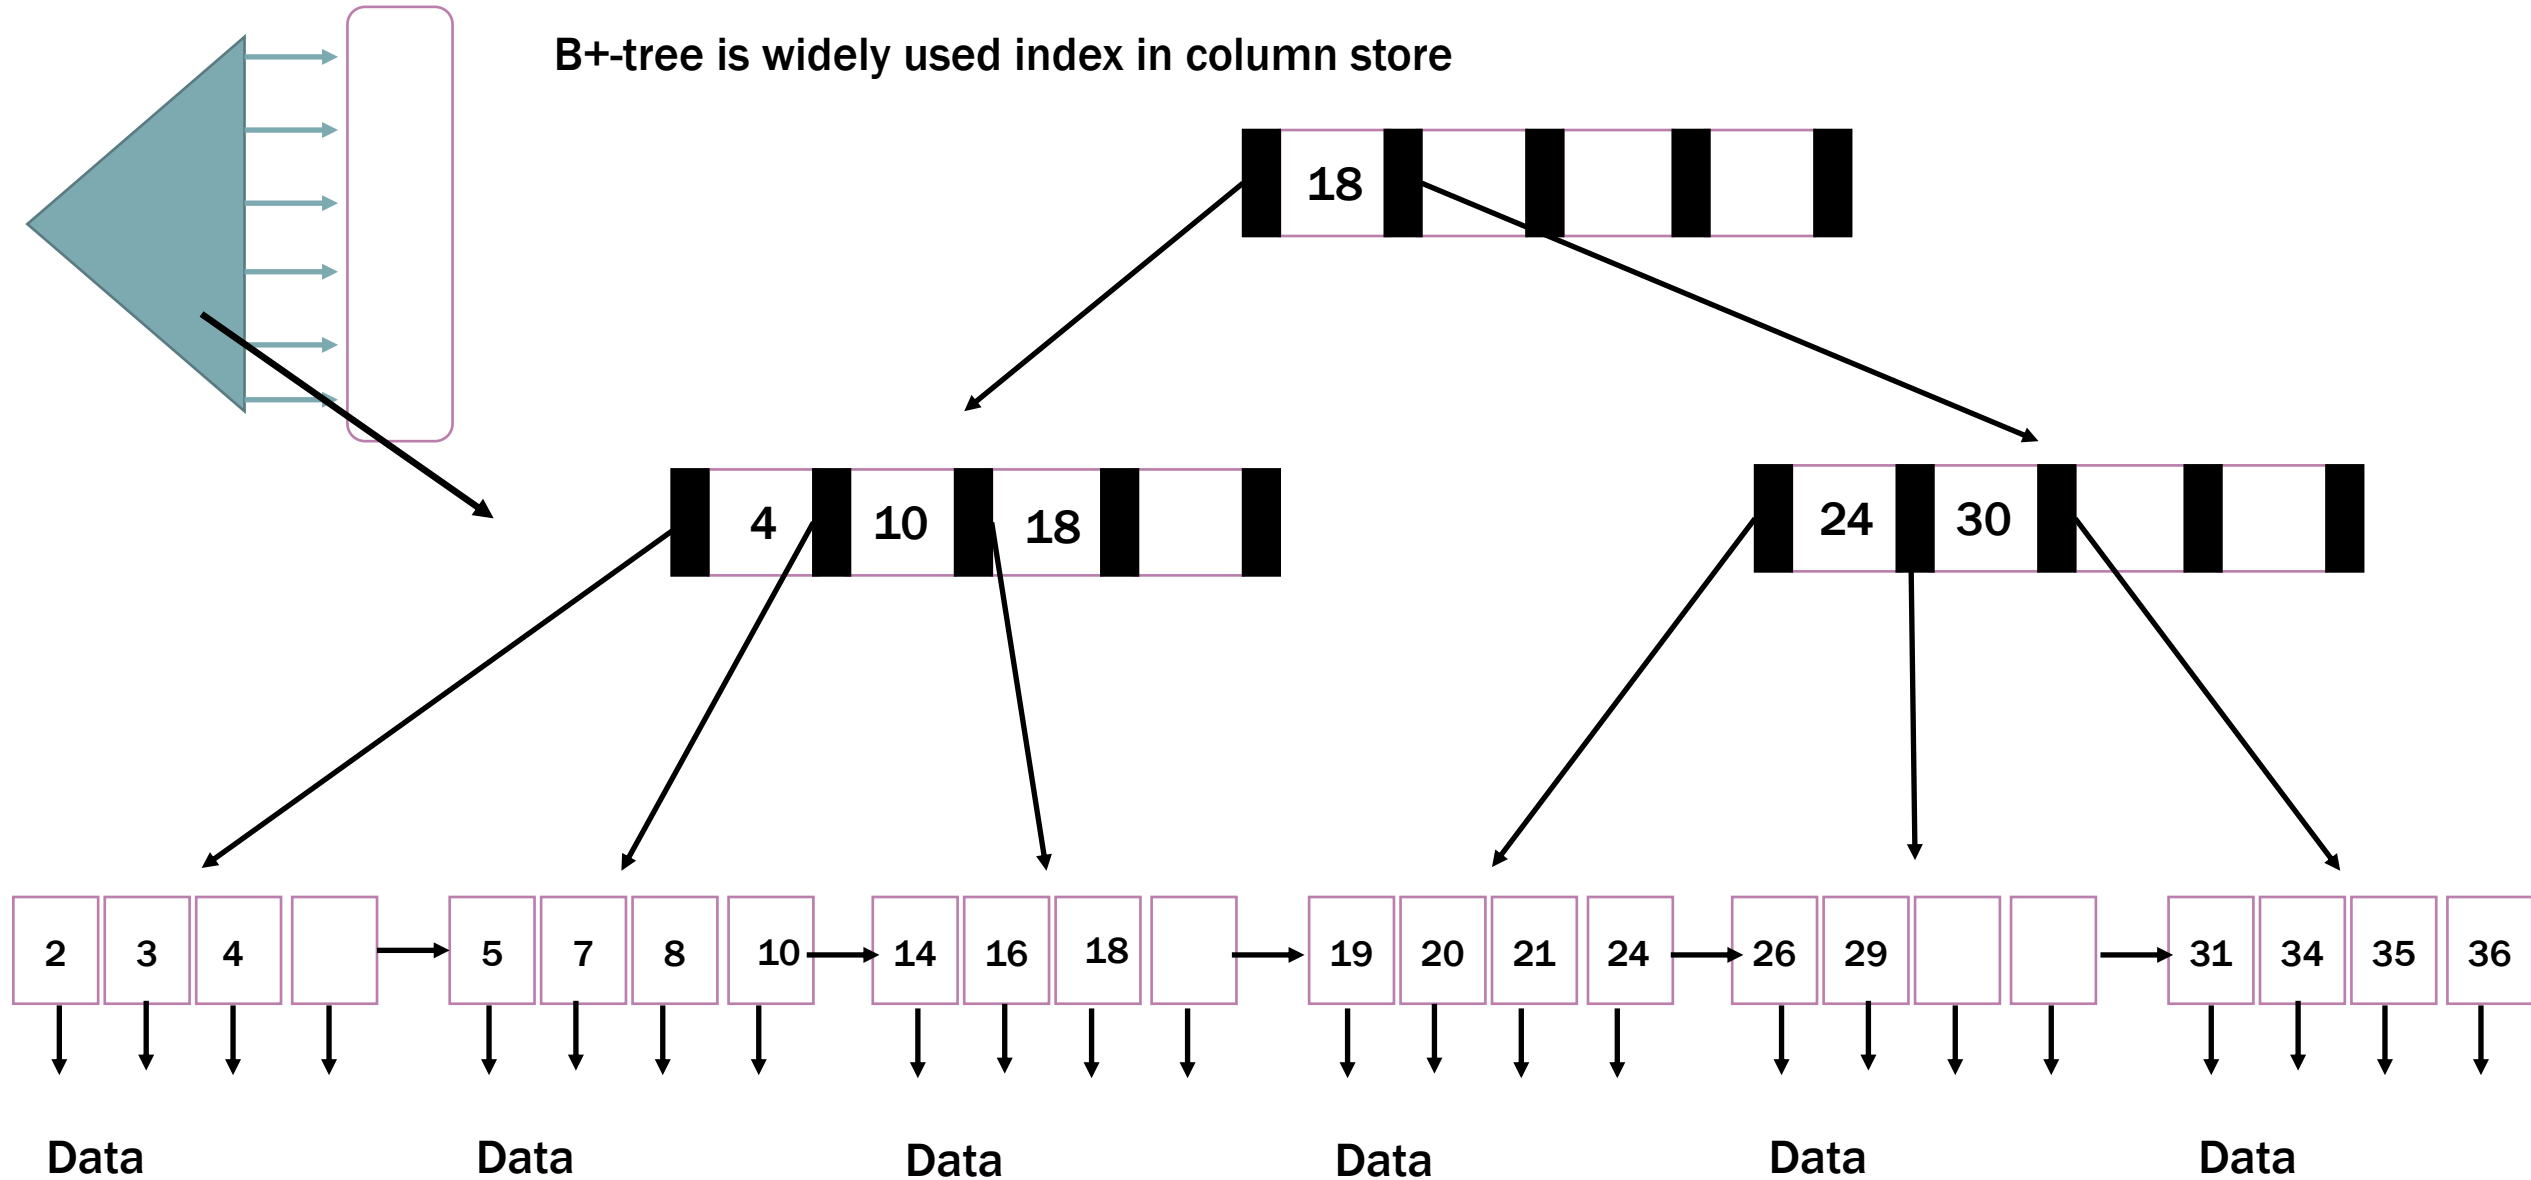 B+-tree is widely used index in column store
18
4 10 18
24 30
2 3 4 5 7 8 10 14 16 18 19 20 21 24 26 29 31 34 35 36
Data Data Data Data Data Data